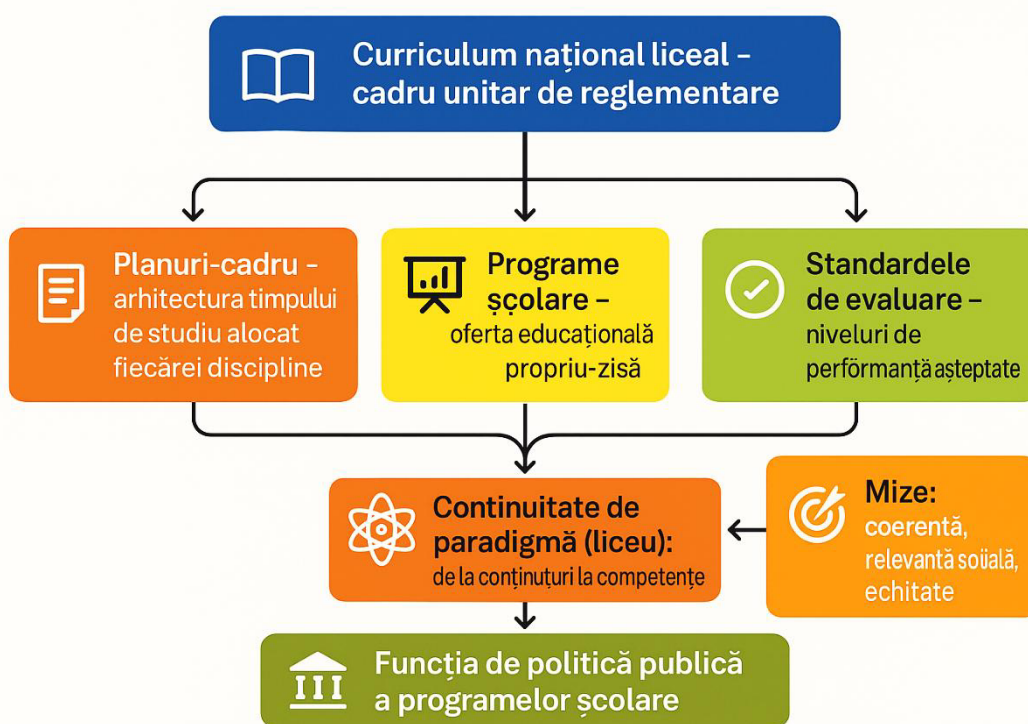 Curriculum național liceal –
cadru unitar de reglementare
Planuri-cadru –
arhitectura timpului
de studiu alocat
fiecărei discipline
Programe
școlare –
oferta educațională
propriu-zisă
Standardele
de evaluare –
niveluri de
perförmanță așteptate
Continuitate de
paradigmă (liceu):
de la conținuturi la competențe
Mize:
coerentă,
relevantă soiială,
echitate
Funcția de politică publică
a programelor școlare